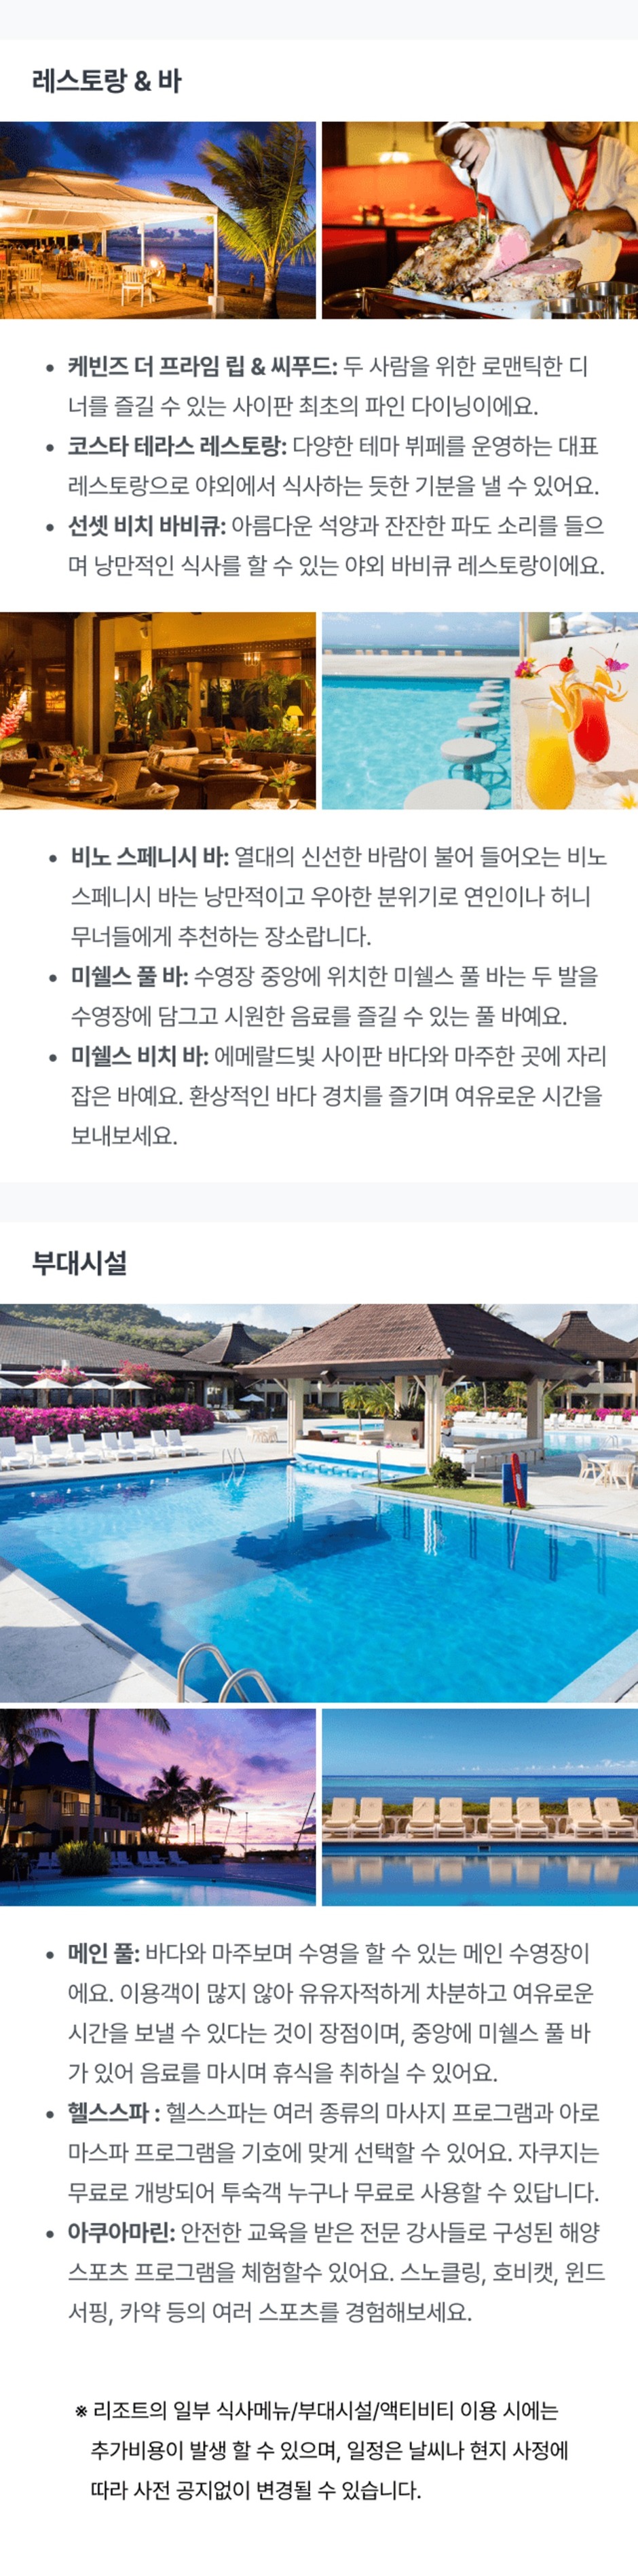 레스토랑 & 바
• 케빈즈 더 프라임 립 & 씨푸드: 두 사람을 위한 로맨틱한 디
너를 즐길 수 있는 사이판 최초의 파인 다이닝이에요.
• 코스타 테라스 레스토랑: 다양한 테마 뷔페를 운영하는 대표
레스토랑으로 야외에서 식사하는 듯한 기분을 낼 수 있어요.
• 선셋 비치 바비큐: 아름다운 석양과 잔잔한 파도 소리를 들으
며 낭만적인 식사를 할 수 있는 야외 바비큐 레스토랑이에요.
• 비노 스페니시 바: 열대의 신선한 바람이 불어 들어오는 비노
스페니시 바는 낭만적이고 우아한 분위기로 연인이나 허니
무너들에게 추천하는 장소랍니다.
• 미쉘스 풀 바: 수영장 중앙에 위치한 미쉘스 풀 바는 두 발을
수영장에 담그고 시원한 음료를 즐길 수 있는 풀 바예요.
• 미쉘스 비치 바: 에메랄드빛 사이판 바다와 마주한 곳에 자리
잡은 바예요. 환상적인 바다 경치를 즐기며 여유로운 시간을
보내보세요.
부대시설
• 메인 풀: 바다와 마주보며 수영을 할 수 있는 메인 수영장이
에요. 이용객이 많지 않아 유유자적하게 차분하고 여유로운
시간을 보낼 수 있다는 것이 장점이며, 중앙에 미쉘스 풀 바
가 있어 음료를 마시며 휴식을 취하실 수 있어요.
• 헬스스파 : 헬스스파는 여러 종류의 마사지 프로그램과 아로
마스파 프로그램을 기호에 맞게 선택할 수 있어요. 자쿠지는
무료로 개방되어 투숙객 누구나 무료로 사용할 수 있답니다.
• 아쿠아마린: 안전한 교육을 받은 전문 강사들로 구성된 해양
스포츠 프로그램을 체험할수 있어요. 스노클링, 호비캣, 윈드
서핑, 카약 등의 여러 스포츠를 경험해보세요.
※ 리조트의 일부 식사메뉴/부대시설/액티비티 이용 시에는
추가비용이 발생 할 수 있으며, 일정은 날씨나 현지 사정에
따라 사전 공지없이 변경될 수 있습니다.